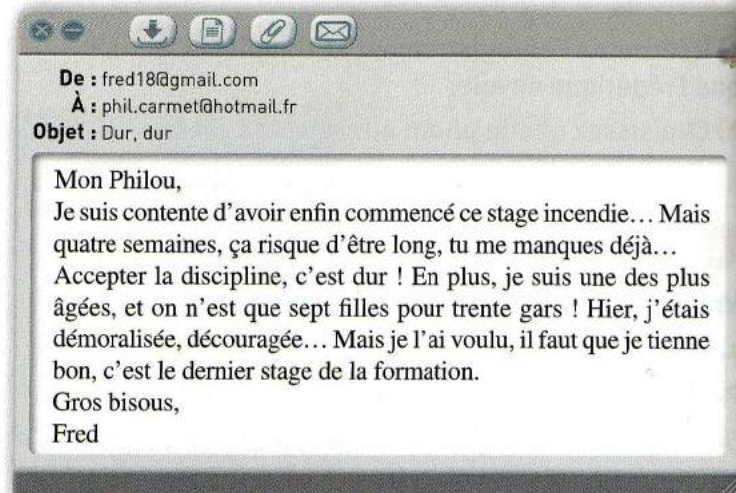 De : fred18@gmail.com
À : phil.carmet@hotmail.fr
Objet : Dur, dur
Mon Philou,
Je suis contente d'avoir enfin commencé ce stage incendie… Mais
quatre semaines, ça risque d'être long, tu me manques déjà…
Accepter la discipline, c'est dur ! En plus, je suis une des plus
âgées, et on n'est que sept filles pour trente gars ! Hier, j'étais
démoralisée, découragée… Mais je l'ai voulu, il faut que je tienne
bon, c'est le dernier stage de la formation.
Gros bisous,
Fred